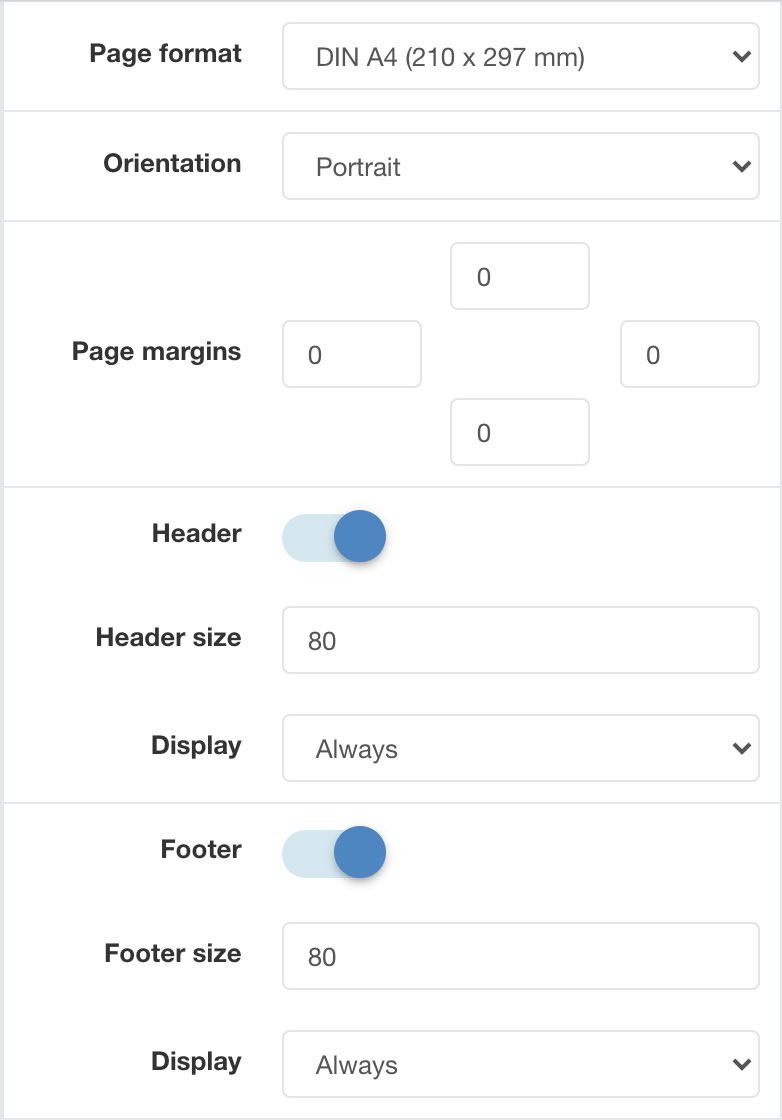 Page format DIN A4 (210 x 297 mm)
Orientation Portrait
0
Page margins 0 0
0
Header
Header size 80
Display Always
Footer
Footer size 80
Display Always